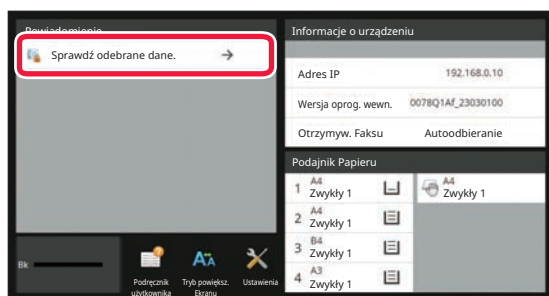 Powiadomienie
Sprawdź odebrane dane.
Informacje o urządzeniu
Adres IP 192.168.0.10
Wersja oprog. wewn. 0078Q1Af_23030100
Otrzymyw. Faksu Autoodbieranie
Podajnik Papieru
1 A4 Zwykły 1
A4 Zwykły 1
2 A4 Zwykły 1
3 B4 Zwykły 1
4 A3 Zwykły 1
Bk
Podręcznik użytkownika
Tryb powiększ. Ekranu
Ustawienia